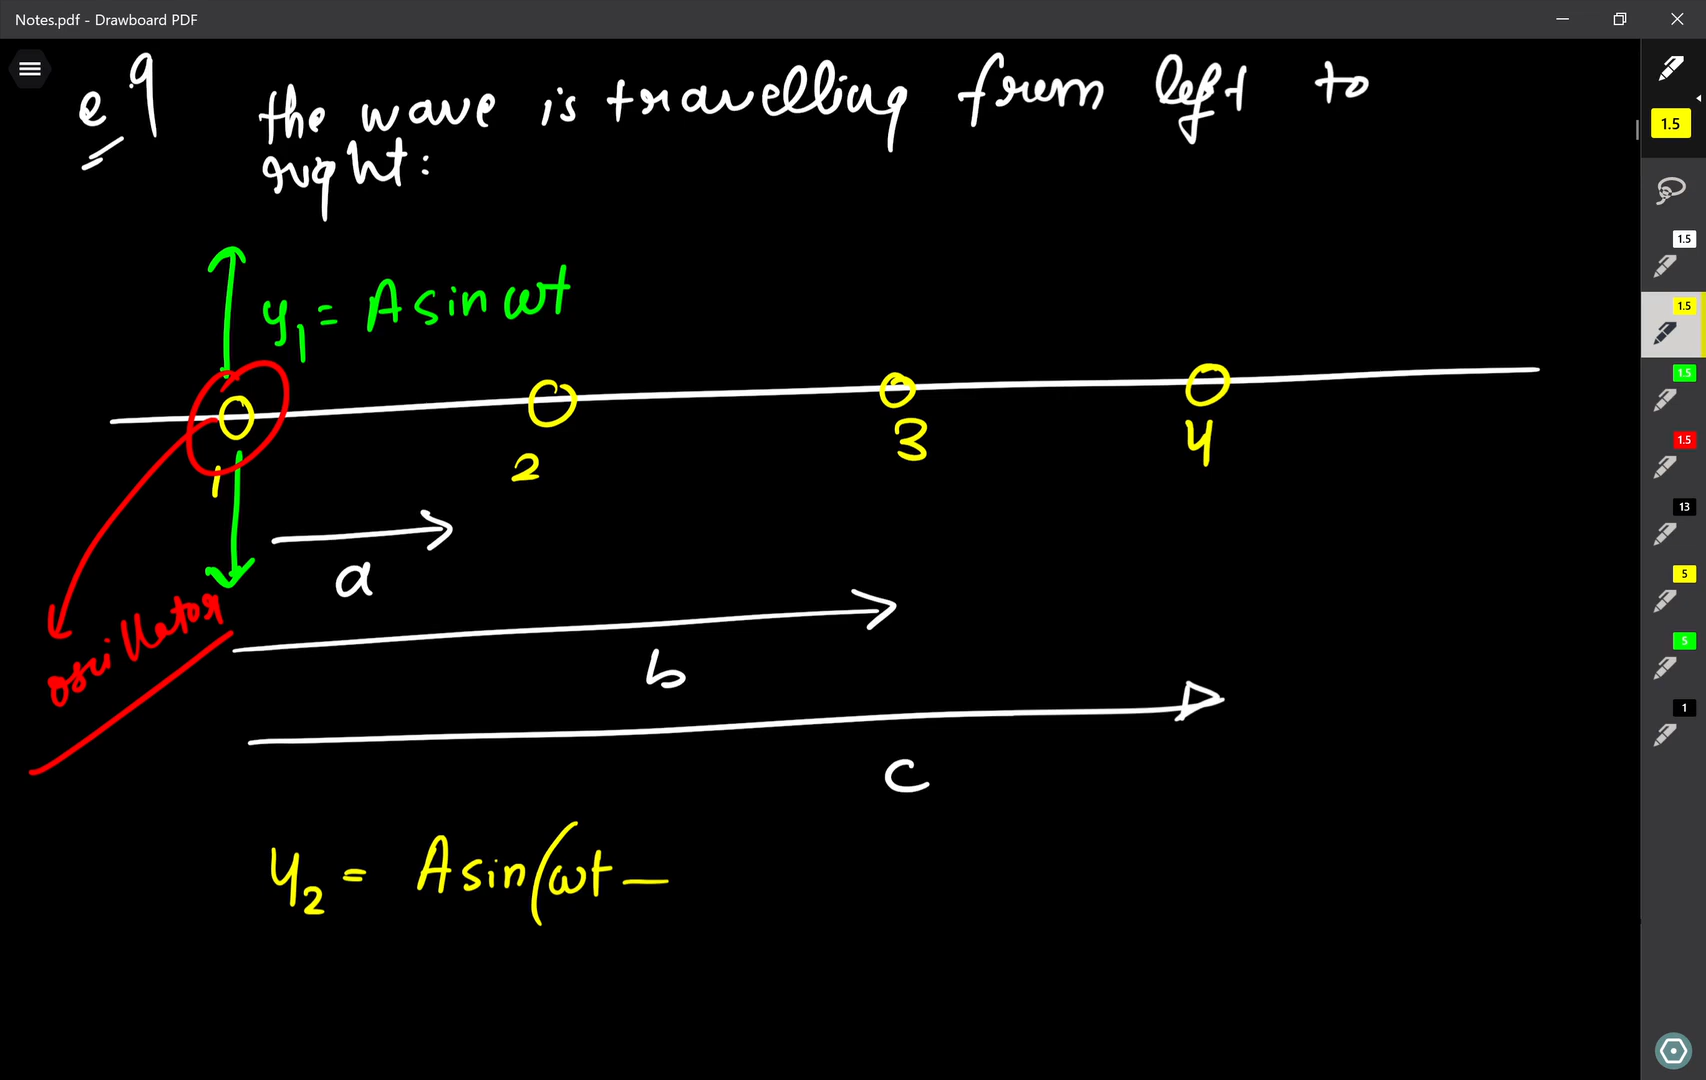 Notes.pdf - Drawboard PDF
eg the wave is travelling from left to
right:
y₁ = A sin ωt
1 2 3 4
a
oscillator
b
c
y₂ = A sin(ωt —
1.5
1.5
1.5
1.5
1.5
13
5
5
1